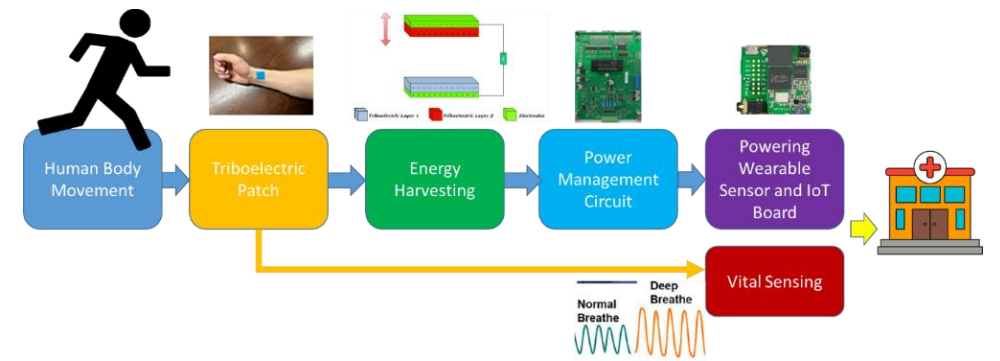 Triboelectric Layer 1
Triboelectric Layer 2
Electrodes
Human Body
Movement
Triboelectric
Patch
Energy
Harvesting
Power
Management
Circuit
Powering
Wearable
Sensor and IoT
Board
Vital Sensing
Normal
Breathe
Deep
Breathe